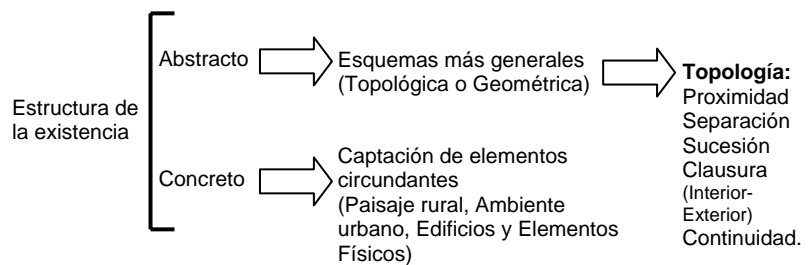 Estructura de
la existencia
Abstracto
Esquemas más generales
(Topológica o Geométrica)
Topología:
Proximidad
Separación
Sucesión
Clausura
(Interior-
Exterior)
Continuidad.
Concreto
Captación de elementos
circundantes
(Paisaje rural, Ambiente
urbano, Edificios y Elementos
Físicos)